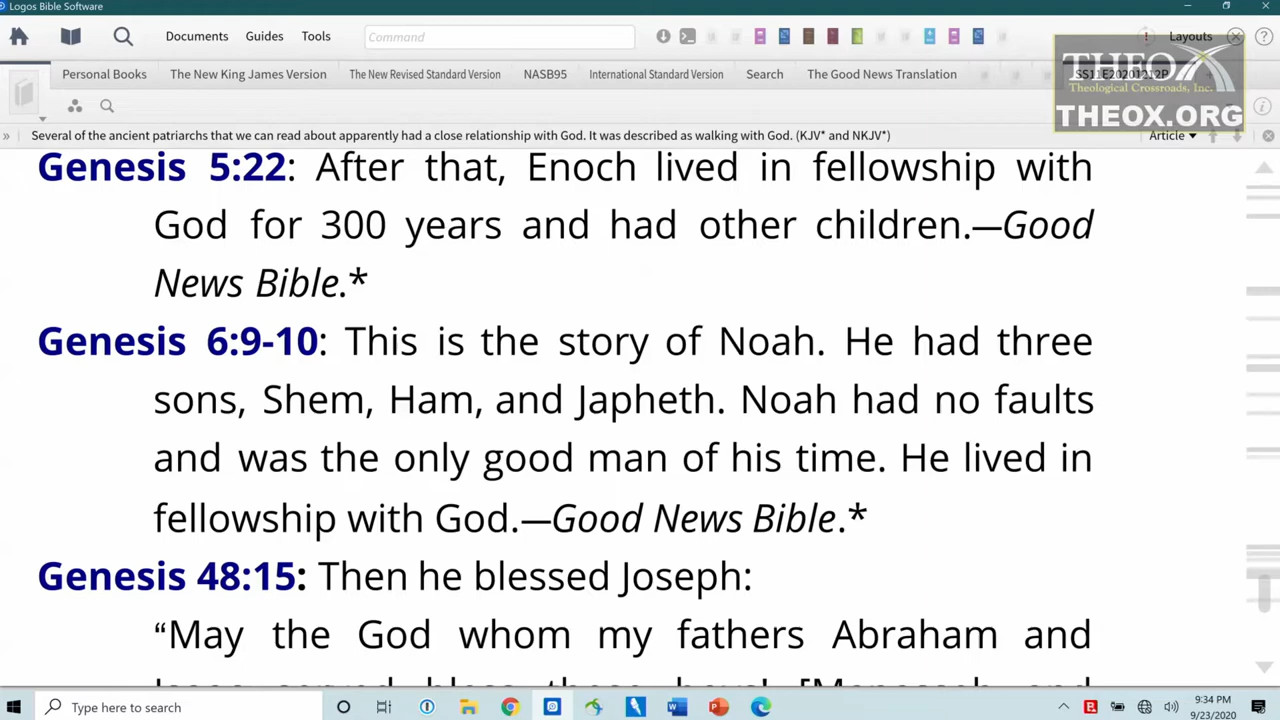 Logos Bible Software
Documents Guides Tools Command Layouts
Personal Books The New King James Version The New Revised Standard Version NASB95 International Standard Version Search The Good News Translation SS11E20201212P
THEOX
Theological Crossroads, Inc.
THEOX.ORG
Several of the ancient patriarchs that we can read about apparently had a close relationship with God. It was described as walking with God. (KJV* and NKJV*) Article
Genesis 5:22: After that, Enoch lived in fellowship with
God for 300 years and had other children.—Good
News Bible.*
Genesis 6:9-10: This is the story of Noah. He had three
sons, Shem, Ham, and Japheth. Noah had no faults
and was the only good man of his time. He lived in
fellowship with God.—Good News Bible.*
Genesis 48:15: Then he blessed Joseph:
“May the God whom my fathers Abraham and
Type here to search
9:34 PM
9/23/2020